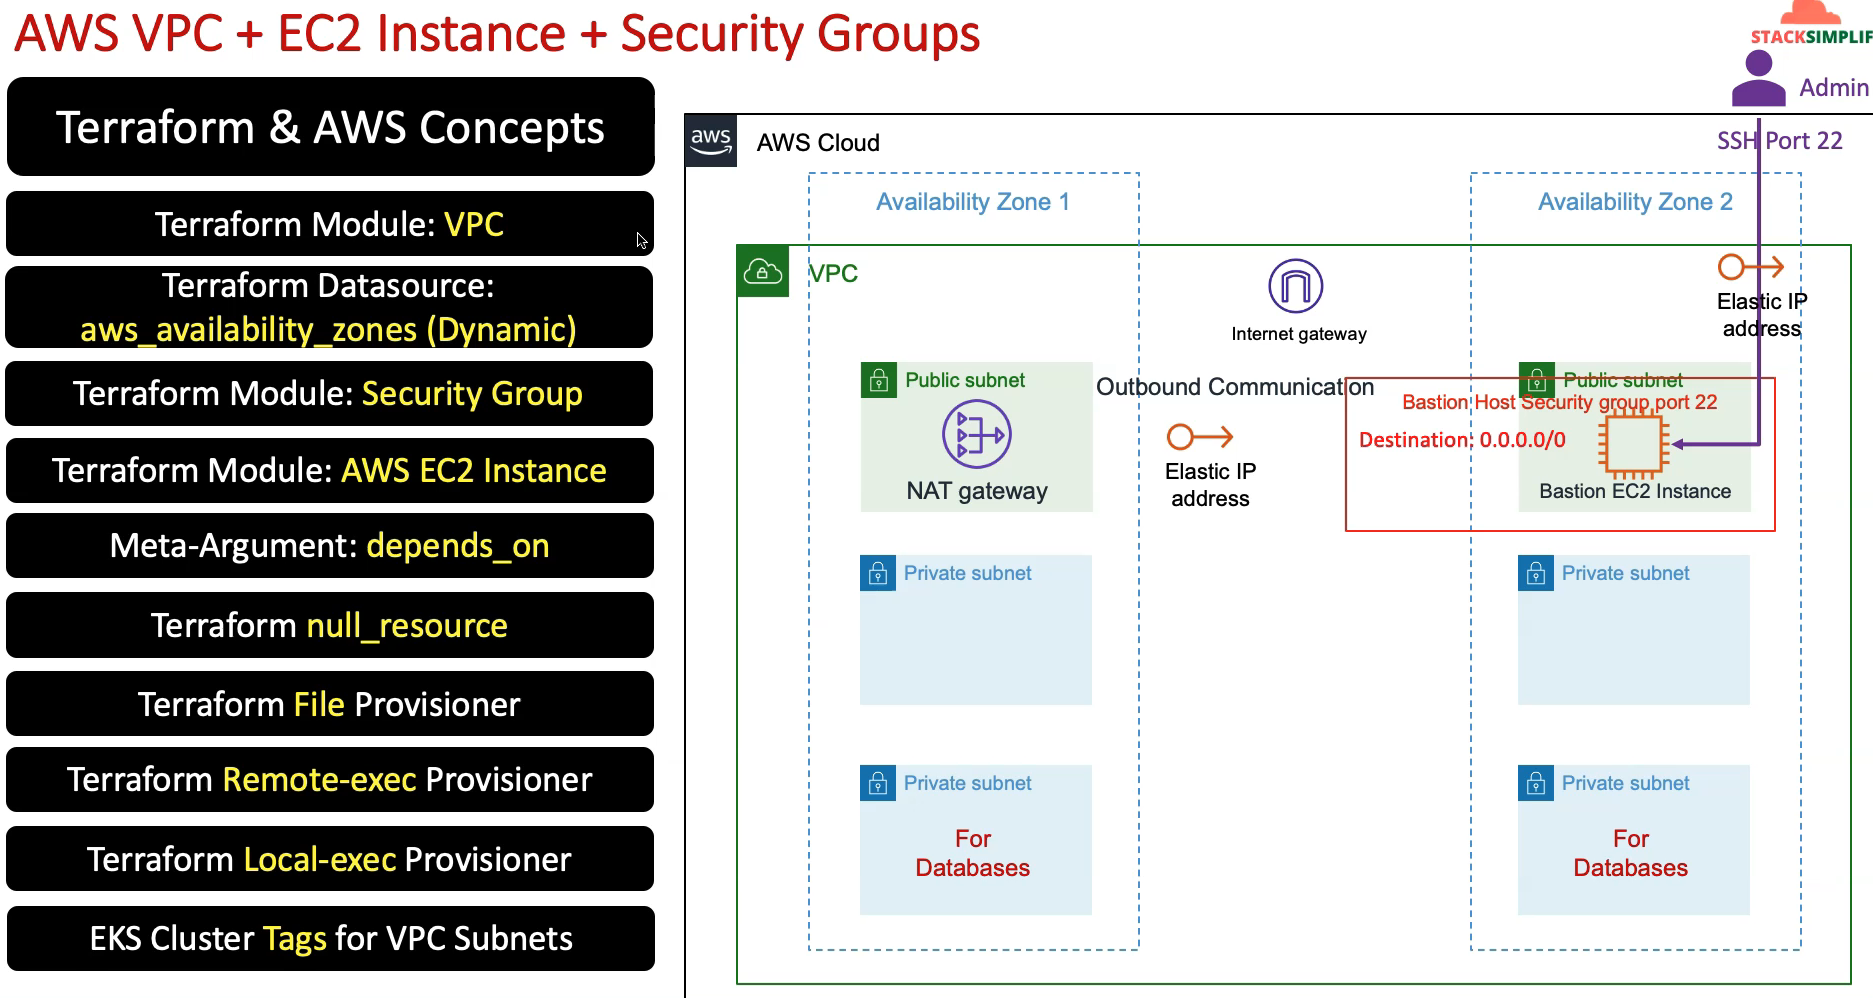 AWS VPC + EC2 Instance + Security Groups
STACKSIMPLIF
Admin
Terraform & AWS Concepts
Terraform Module: VPC
Terraform Datasource:
aws_availability_zones (Dynamic)
Terraform Module: Security Group
Terraform Module: AWS EC2 Instance
Meta-Argument: depends_on
Terraform null_resource
Terraform File Provisioner
Terraform Remote-exec Provisioner
Terraform Local-exec Provisioner
EKS Cluster Tags for VPC Subnets
aws
AWS Cloud
SSH Port 22
Availability Zone 1
Availability Zone 2
VPC
Internet gateway
Elastic IP
address
Public subnet
NAT gateway
Outbound Communication
Elastic IP
address
Public subnet
Bastion Host Security group port 22
Destination: 0.0.0.0/0
Bastion EC2 Instance
Private subnet
Private subnet
Private subnet
For
Databases
Private subnet
For
Databases